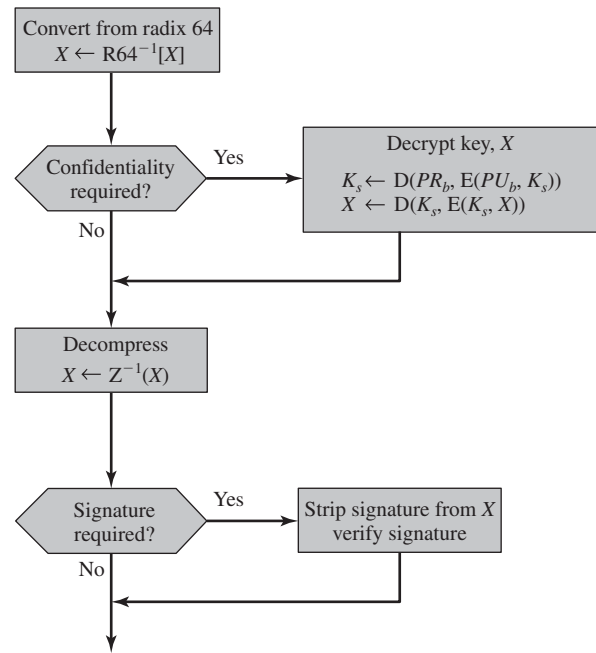 Convert from radix 64
X ← R64⁻¹[X]
Confidentiality
required?
Yes
No
Decrypt key, X
Kₛ ← D(PR_b, E(PU_b, Kₛ))
X ← D(Kₛ, E(Kₛ, X))
Decompress
X ← Z⁻¹(X)
Signature
required?
Yes
No
Strip signature from X
verify signature